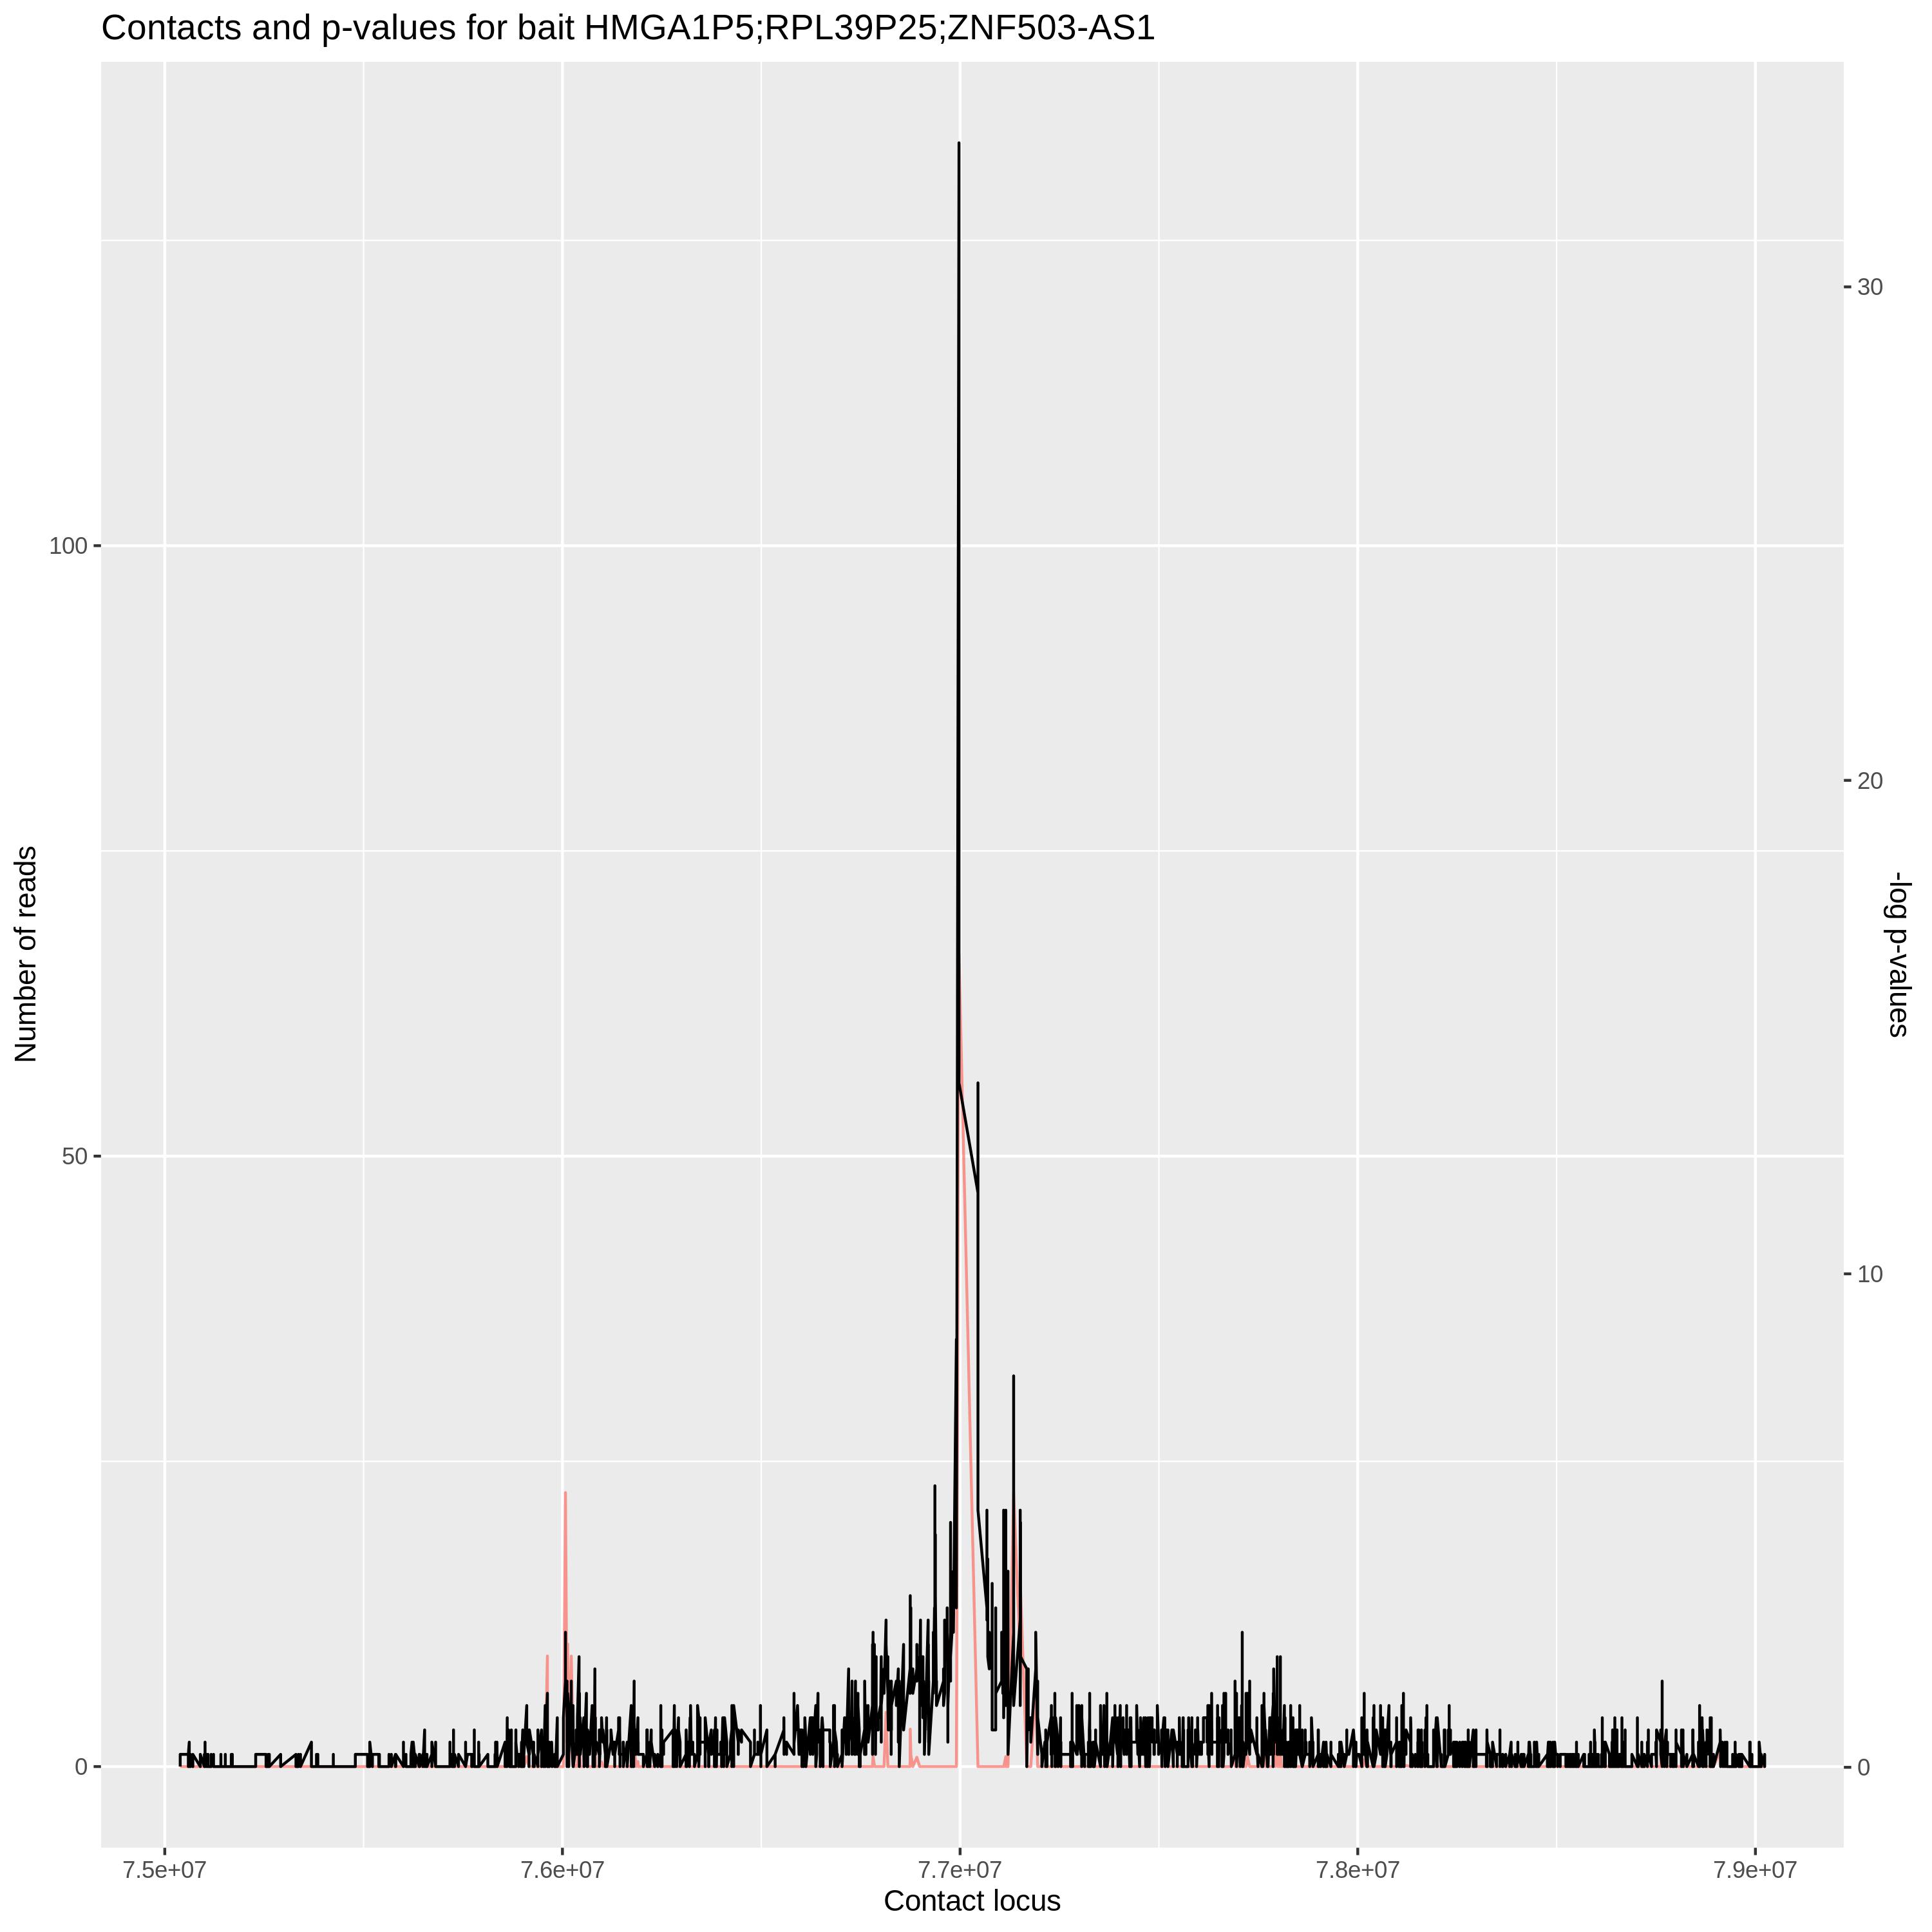 Contacts and p-values for bait HMGA1P5;RPL39P25;ZNF503-AS1
Number of reads
100
50
0
30
20
10
0
-log p-values
7.5e+07 7.6e+07 7.7e+07 7.8e+07 7.9e+07
Contact locus